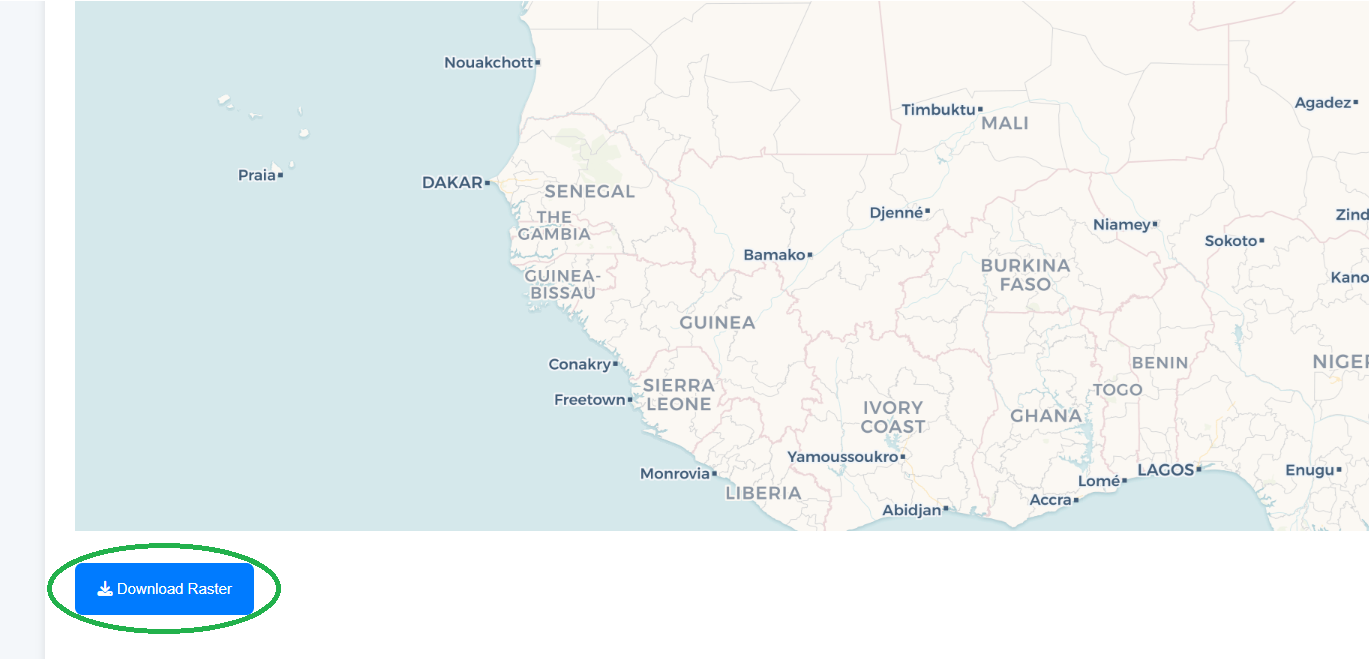 Nouakchott
Timbuktu
Agadez
MALI
Praia
DAKAR
SENEGAL
THE
GAMBIA
Djenné
Niamey
Zind
Sokoto
Bamako
BURKINA
FASO
Kano
GUINEA-
BISSAU
GUINEA
Conakry
BENIN
NIGER
SIERRA
LEONE
TOGO
Freetown
IVORY
COAST
GHANA
Yamoussoukro
Monrovia
LAGOS
Enugu
Lomé
LIBERIA
Accra
Abidjan
Download Raster